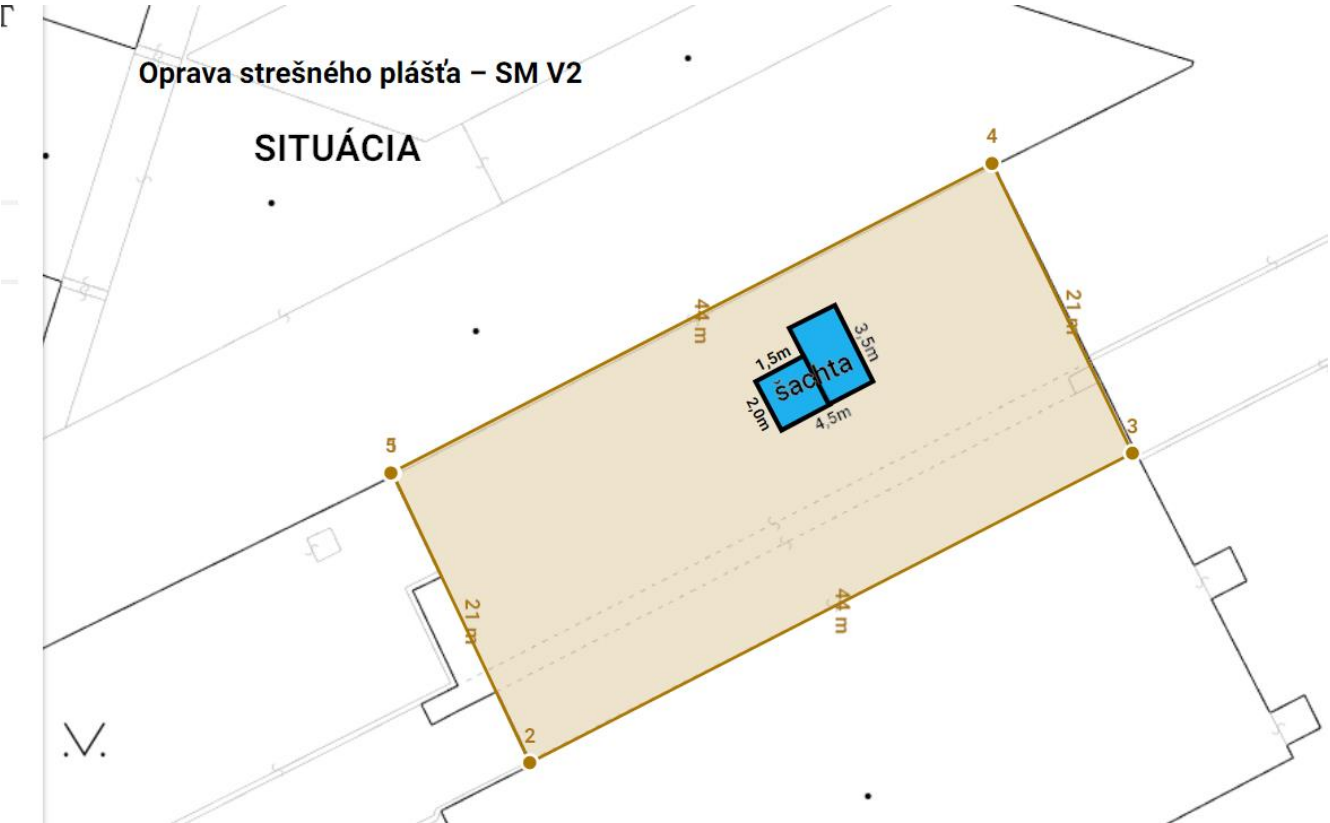 Oprava strešného plášťa – SM V2
SITUÁCIA
4
44 m
21 m
1,5m
3,5m
šachta
2,0m
4,5m
3
5
21 m
44 m
2